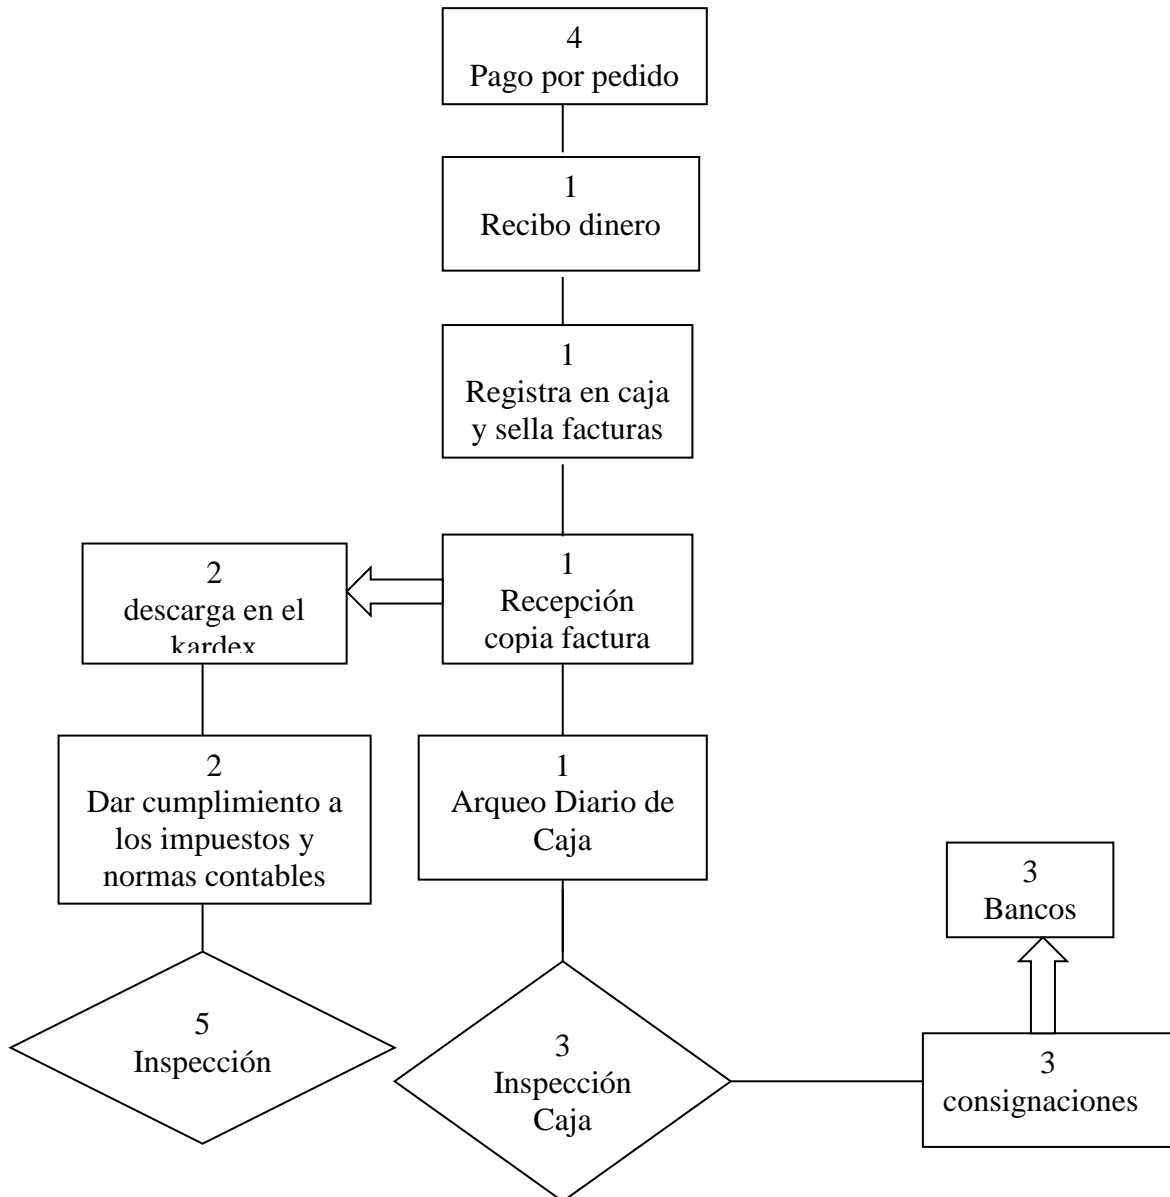 4
Pago por pedido
1
Recibo dinero
1
Registra en caja
y sella facturas
2
descarga en el
kardex
1
Recepción
copia factura
2
Dar cumplimiento a
los impuestos y
normas contables
1
Arqueo Diario de
Caja
3
Bancos
5
Inspección
3
Inspección
Caja
3
consignaciones